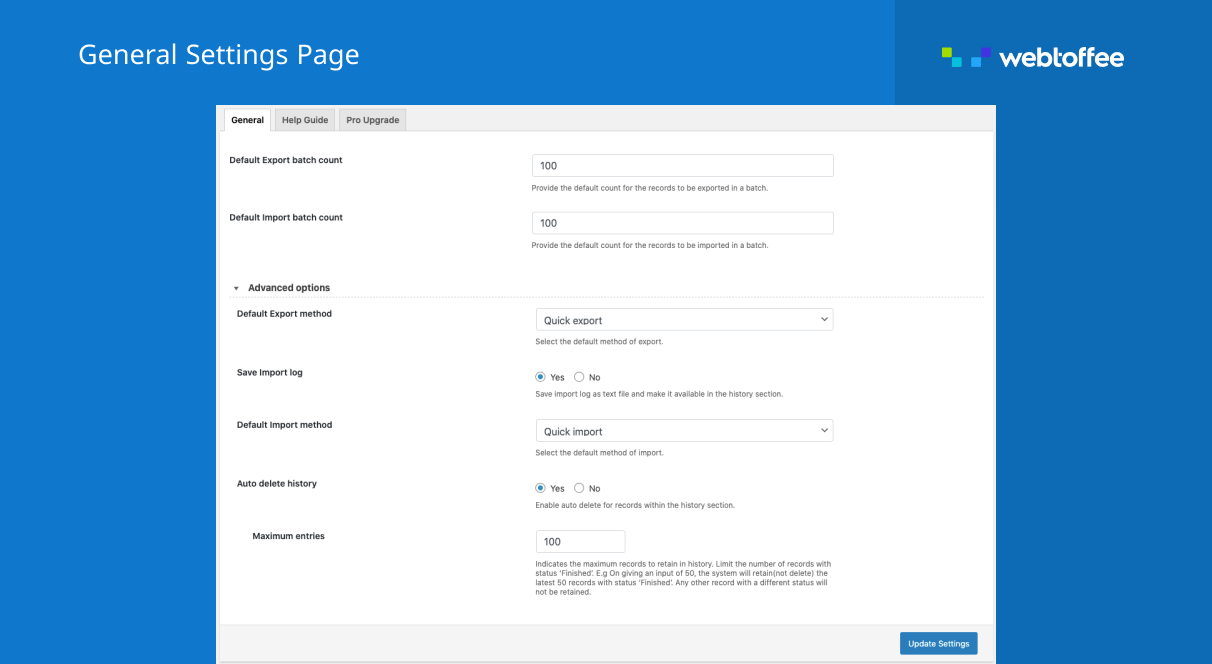 General Settings Page
webtoffee
General Help Guide Pro Upgrade
Default Export batch count
100
Provide the default count for the records to be exported in a batch.
Default Import batch count
100
Provide the default count for the records to be imported in a batch.
Advanced options
Default Export method
Quick export
Select the default method of export.
Save Import log
Yes No
Save import log as text file and make it available in the history section.
Default Import method
Quick import
Select the default method of import.
Auto delete history
Yes No
Enable auto delete for records within the history section.
Maximum entries
100
Indicates the maximum records to retain in history. Limit the number of records with
status 'Finished'. E.g On giving an input of 50, the system will retain(not delete) the
latest 50 records with status 'Finished'. Any other record with a different status will
not be retained.
Update Settings